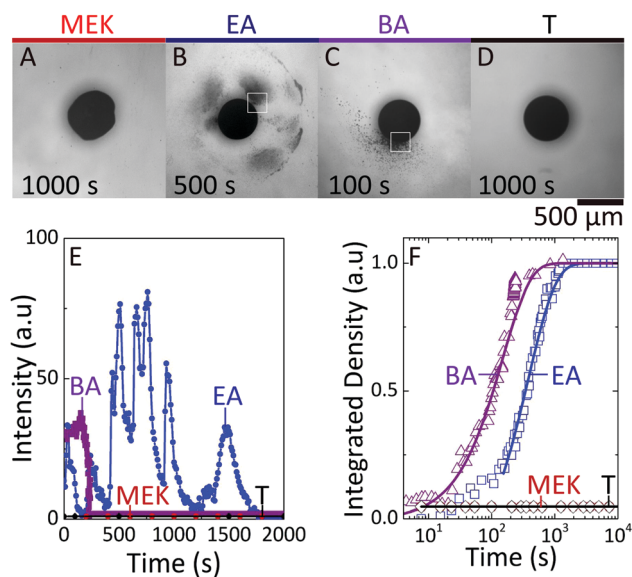 MEK EA BA T
A B C D
1000 s 500 s 100 s 1000 s
500 µm
E
Intensity (a.u)
100
50
0
BA
EA
MEK
T
0 500 1000 1500 2000
Time (s)
F
Integrated Density (a.u)
1.0
0.5
0.0
BA
EA
MEK
T
10¹ 10² 10³ 10⁴
Time (s)